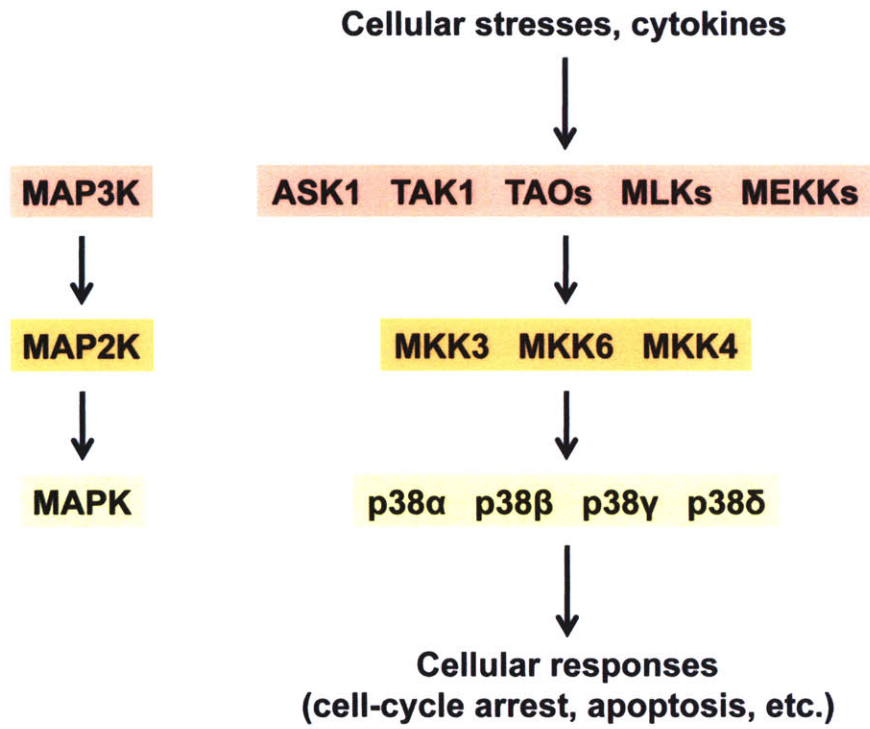 Cellular stresses, cytokines
MAP3K
ASK1 TAK1 TAOs MLKs MEKKs
MAP2K
MKK3 MKK6 MKK4
MAPK
p38α p38β p38γ p38δ
Cellular responses
(cell-cycle arrest, apoptosis, etc.)